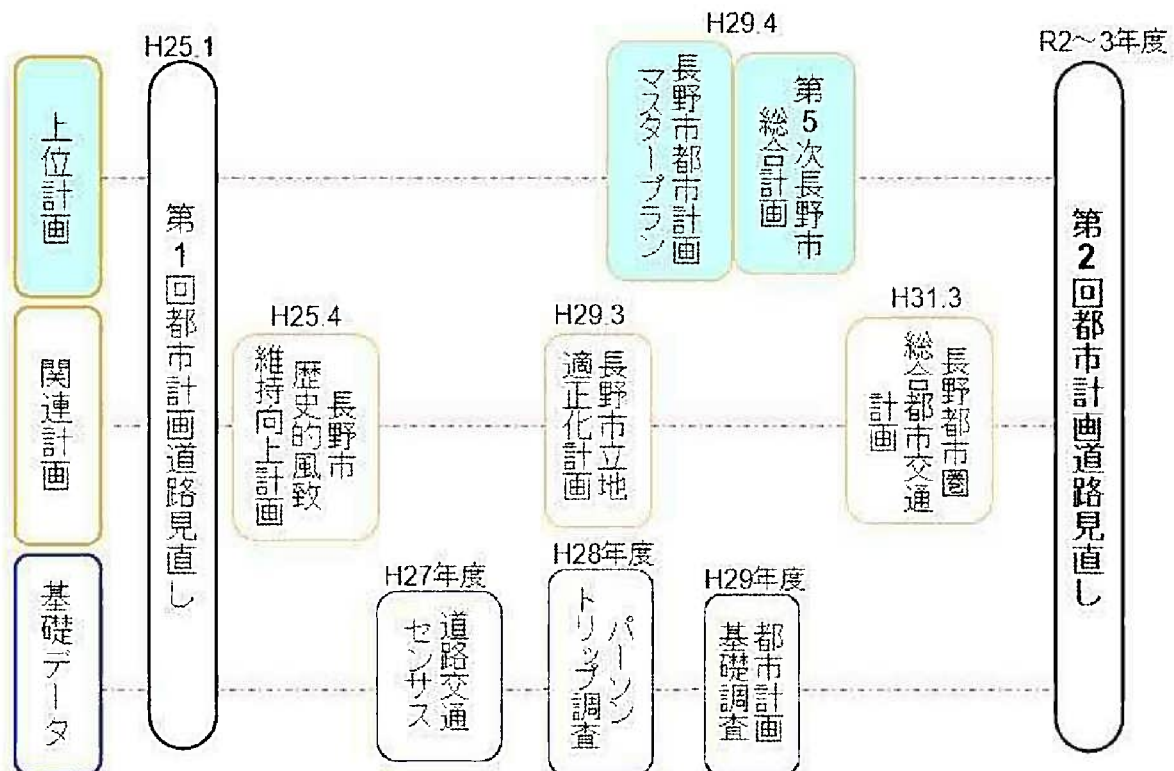 H25.1
H29.4
R2～3年度
上位計画
第1回都市計画道路見直し
長野市都市計画
マスタープラン
第5次長野市
総合計画
第2回都市計画道路見直し
関連計画
H25.4
長野市
歴史的風致
維持向上計画
H29.3
長野市立地
適正化計画
H31.3
長野都市圏
総合都市交通
計画
基礎データ
H27年度
道路交通
センサス
H28年度
パーソン
トリップ調査
H29年度
都市計画
基礎調査